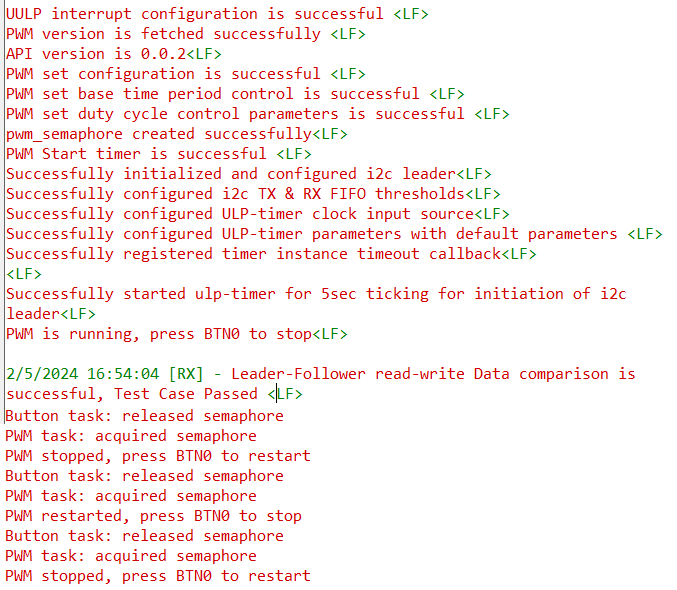 UULP interrupt configuration is successful <LF>
PWM version is fetched successfully <LF>
API version is 0.0.2<LF>
PWM set configuration is successful <LF>
PWM set base time period control is successful <LF>
PWM set duty cycle control parameters is successful <LF>
pwm_semaphore created successfully<LF>
PWM Start timer is successful <LF>
Successfully initialized and configured i2c leader<LF>
Successfully configured i2c TX & RX FIFO thresholds<LF>
Successfully configured ULP-timer clock input source<LF>
Successfully configured ULP-timer parameters with default parameters <LF>
Successfully registered timer instance timeout callback<LF>
<LF>
Successfully started ulp-timer for 5sec ticking for initiation of i2c
leader<LF>
PWM is running, press BTN0 to stop<LF>
2/5/2024 16:54:04 [RX] - Leader-Follower read-write Data comparison is
successful, Test Case Passed <LF>
Button task: released semaphore
PWM task: acquired semaphore
PWM stopped, press BTN0 to restart
Button task: released semaphore
PWM task: acquired semaphore
PWM restarted, press BTN0 to stop
Button task: released semaphore
PWM task: acquired semaphore
PWM stopped, press BTN0 to restart